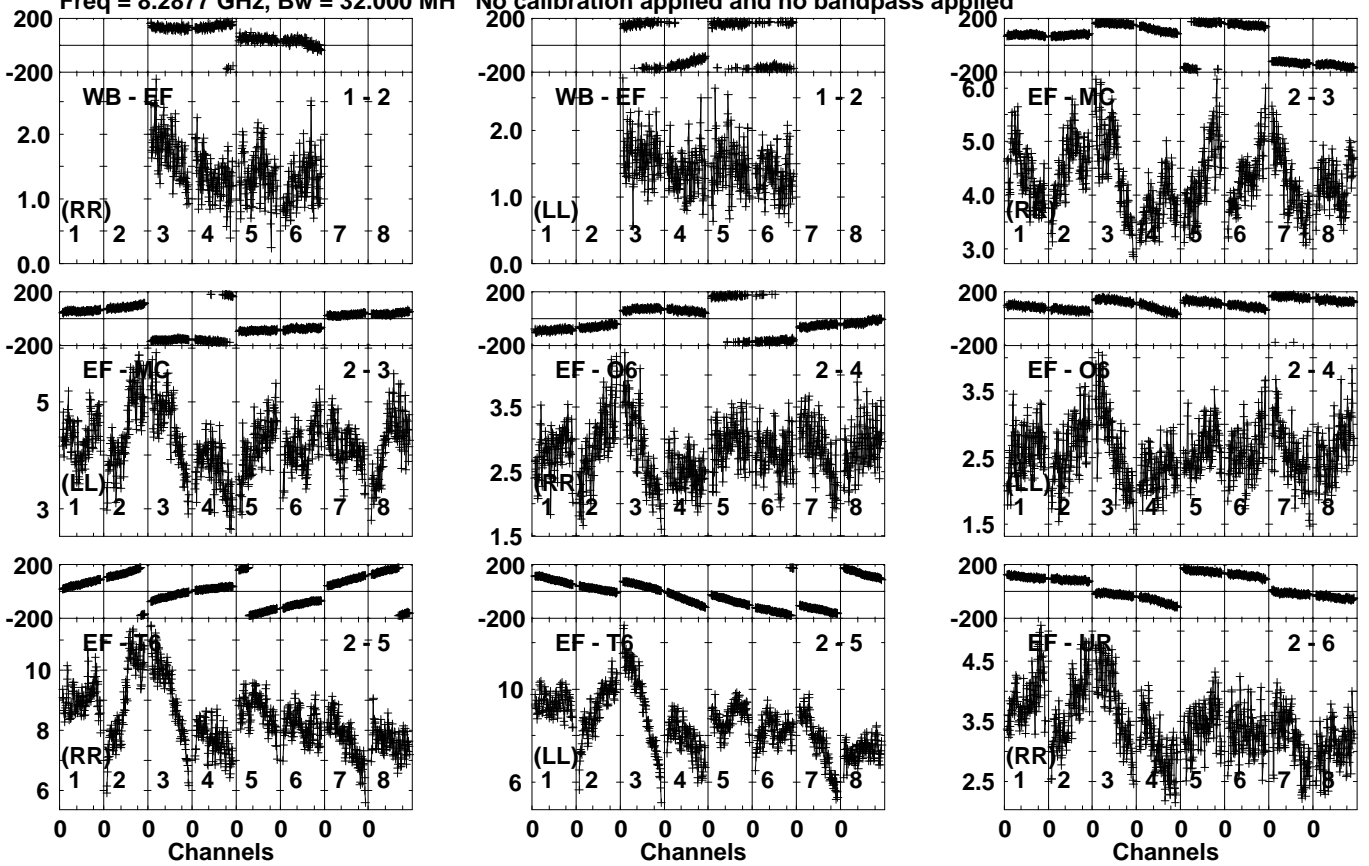 Freq = 8.2877 GHz, Bw = 32.000 MH No calibration applied and no bandpass applied
200
-200
WB - EF 1 - 2
2.0
1.0
0.0
(RR)
1 2 3 4 5 6 7 8
200
-200
WB - EF 1 - 2
2.0
1.0
0.0
(LL)
1 2 3 4 5 6 7 8
200
-200
EF - MC 2 - 3
6.0
5.0
4.0
3.0
(RR)
1 2 3 4 5 6 7 8
200
-200
EF - MC 2 - 3
5
3
(LL)
1 2 3 4 5 6 7 8
200
-200
EF - O6 2 - 4
3.5
2.5
1.5
(RR)
1 2 3 4 5 6 7 8
200
-200
EF - O6 2 - 4
3.5
2.5
1.5
(LL)
1 2 3 4 5 6 7 8
200
-200
EF - T6 2 - 5
10
8
6
(RR)
1 2 3 4 5 6 7 8
0 0 0 0 0 0 0 0
Channels
200
-200
EF - T6 2 - 5
10
6
(LL)
1 2 3 4 5 6 7 8
0 0 0 0 0 0 0 0
Channels
200
-200
EF - UR 2 - 6
4.5
3.5
2.5
(RR)
1 2 3 4 5 6 7 8
0 0 0 0 0 0 0 0
Channels